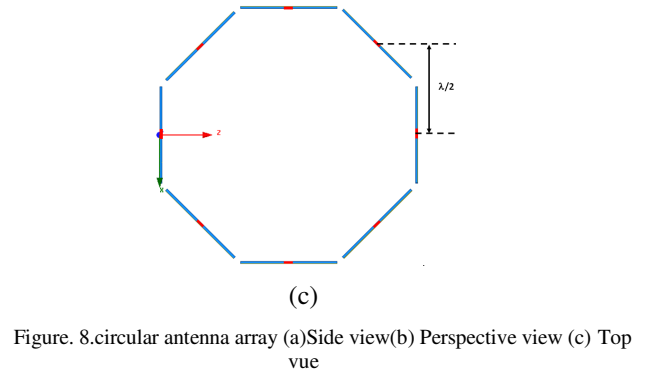 λ/2
z
x
(c)
Figure. 8.circular antenna array (a)Side view(b) Perspective view (c) Top
vue